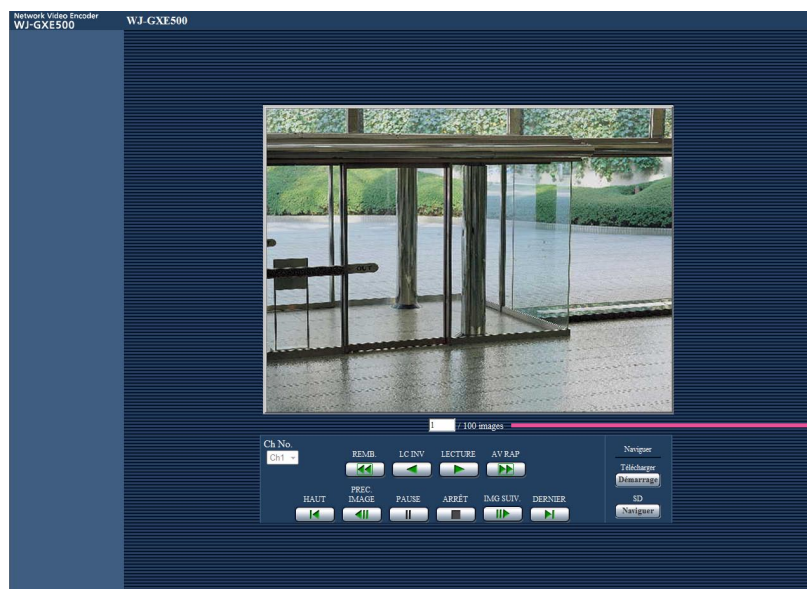 Network Video Encoder
WJ-GXE500
WJ-GXE500
OUT
1 / 100 images
Ch No.
Ch1
REMB. LC INV LECTURE AV RAP
HAUT PREC. IMAGE PAUSE ARRÊT IMG SUIV. DERNIER
Naviguer
Télécharger
Démarrage
SD
Naviguer